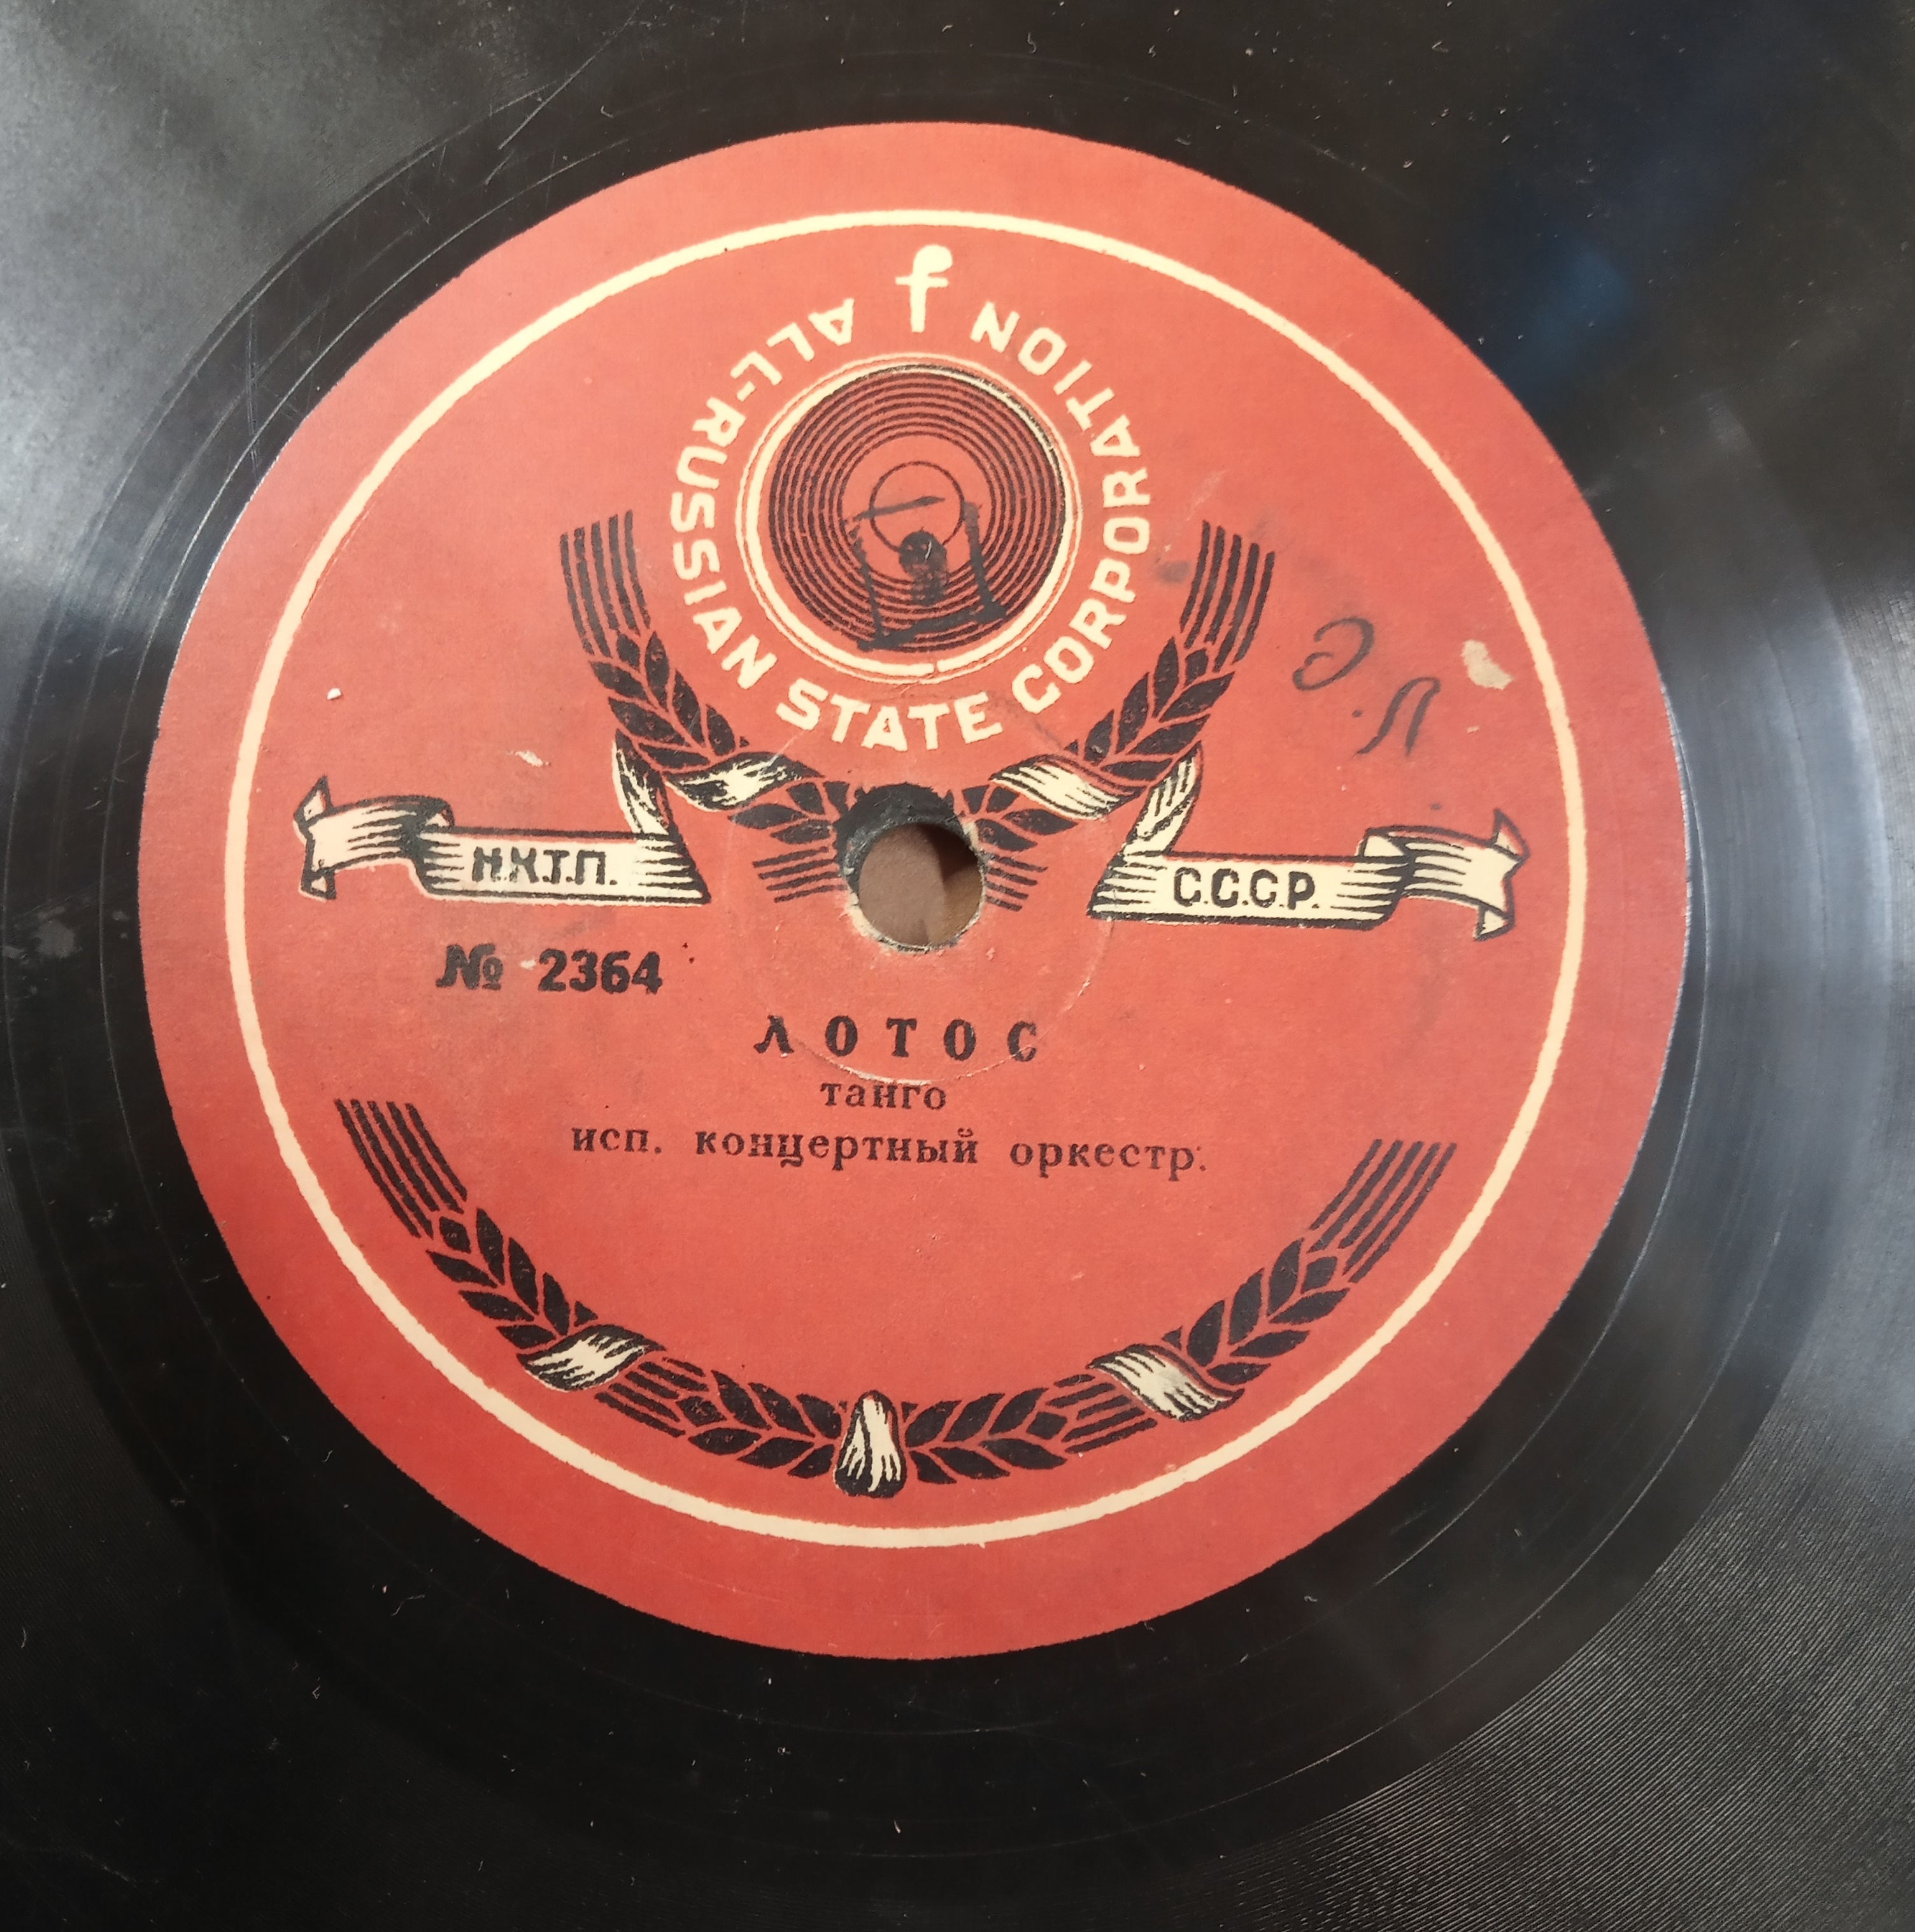 f
ALL-RUSSIAN STATE CORPORATION
Н.К.Т.П.
С.С.С.Р.
№ 2364
ЛОТОС
танго
исп. концертный оркестр.
Э.Л